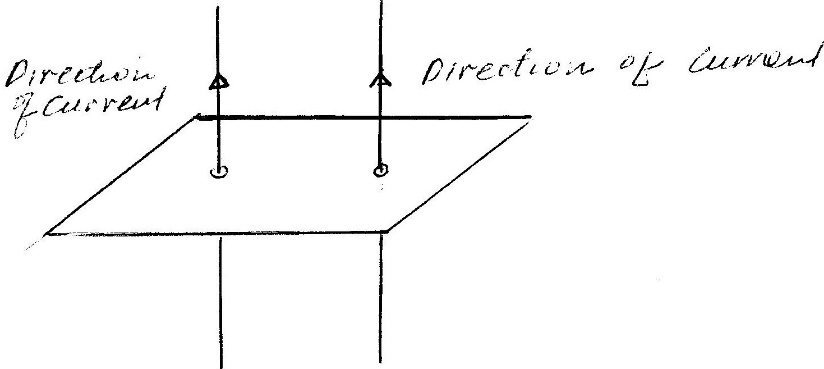 Direction
of Current
Direction of Current